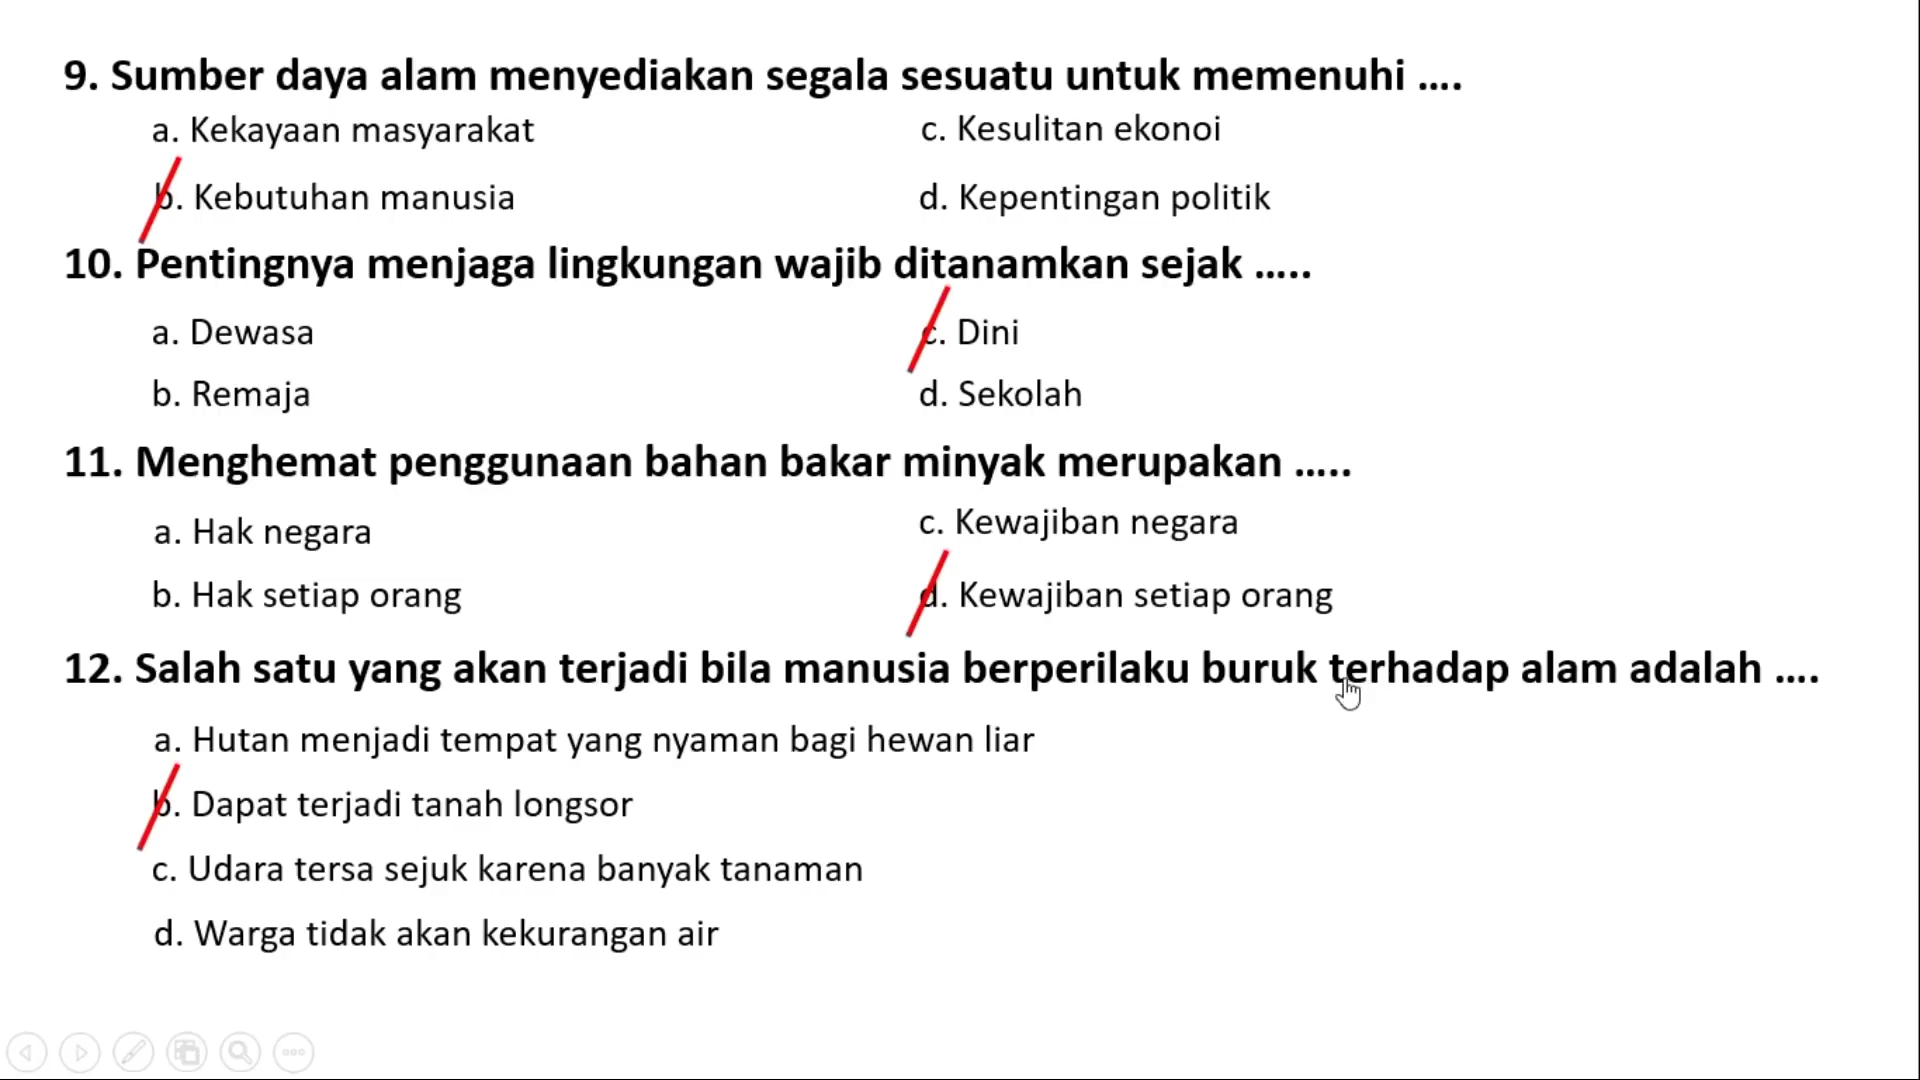 9. Sumber daya alam menyediakan segala sesuatu untuk memenuhi ....
a. Kekayaan masyarakat
c. Kesulitan ekonoi
b. Kebutuhan manusia
d. Kepentingan politik
10. Pentingnya menjaga lingkungan wajib ditanamkan sejak .....
a. Dewasa
c. Dini
b. Remaja
d. Sekolah
11. Menghemat penggunaan bahan bakar minyak merupakan .....
a. Hak negara
c. Kewajiban negara
b. Hak setiap orang
d. Kewajiban setiap orang
12. Salah satu yang akan terjadi bila manusia berperilaku buruk terhadap alam adalah ....
a. Hutan menjadi tempat yang nyaman bagi hewan liar
b. Dapat terjadi tanah longsor
c. Udara tersa sejuk karena banyak tanaman
d. Warga tidak akan kekurangan air